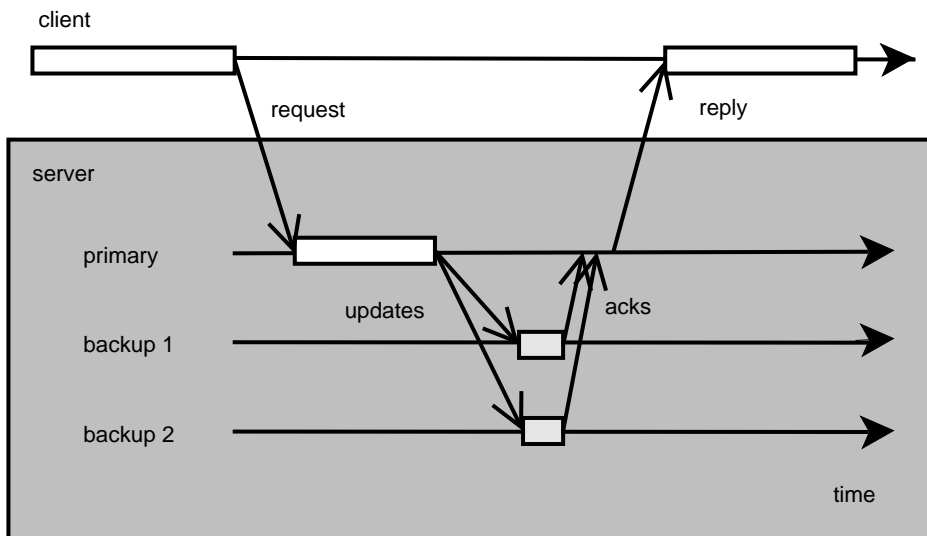 client
request
reply
server
primary
updates
acks
backup 1
backup 2
time